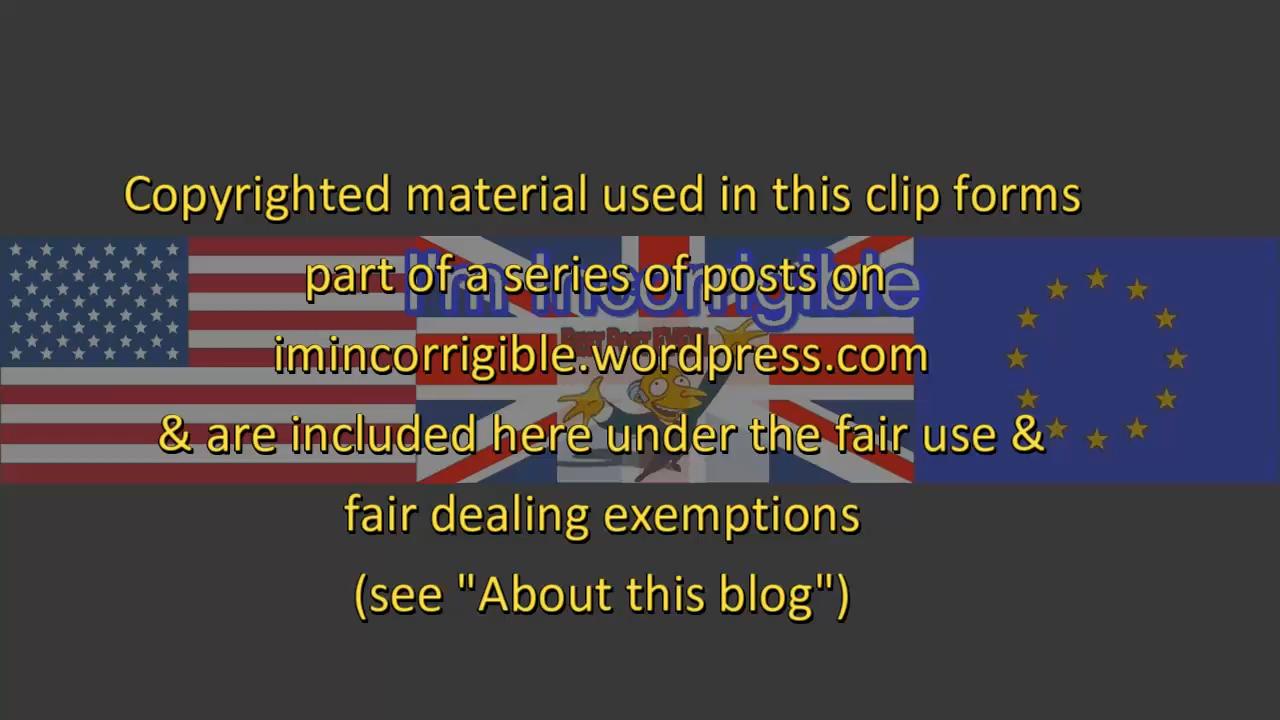 Copyrighted material used in this clip forms
part of a series of posts on
I'm Incorrigible
imincorrigible.wordpress.com
& are included here under the fair use &
fair dealing exemptions
(see "About this blog")